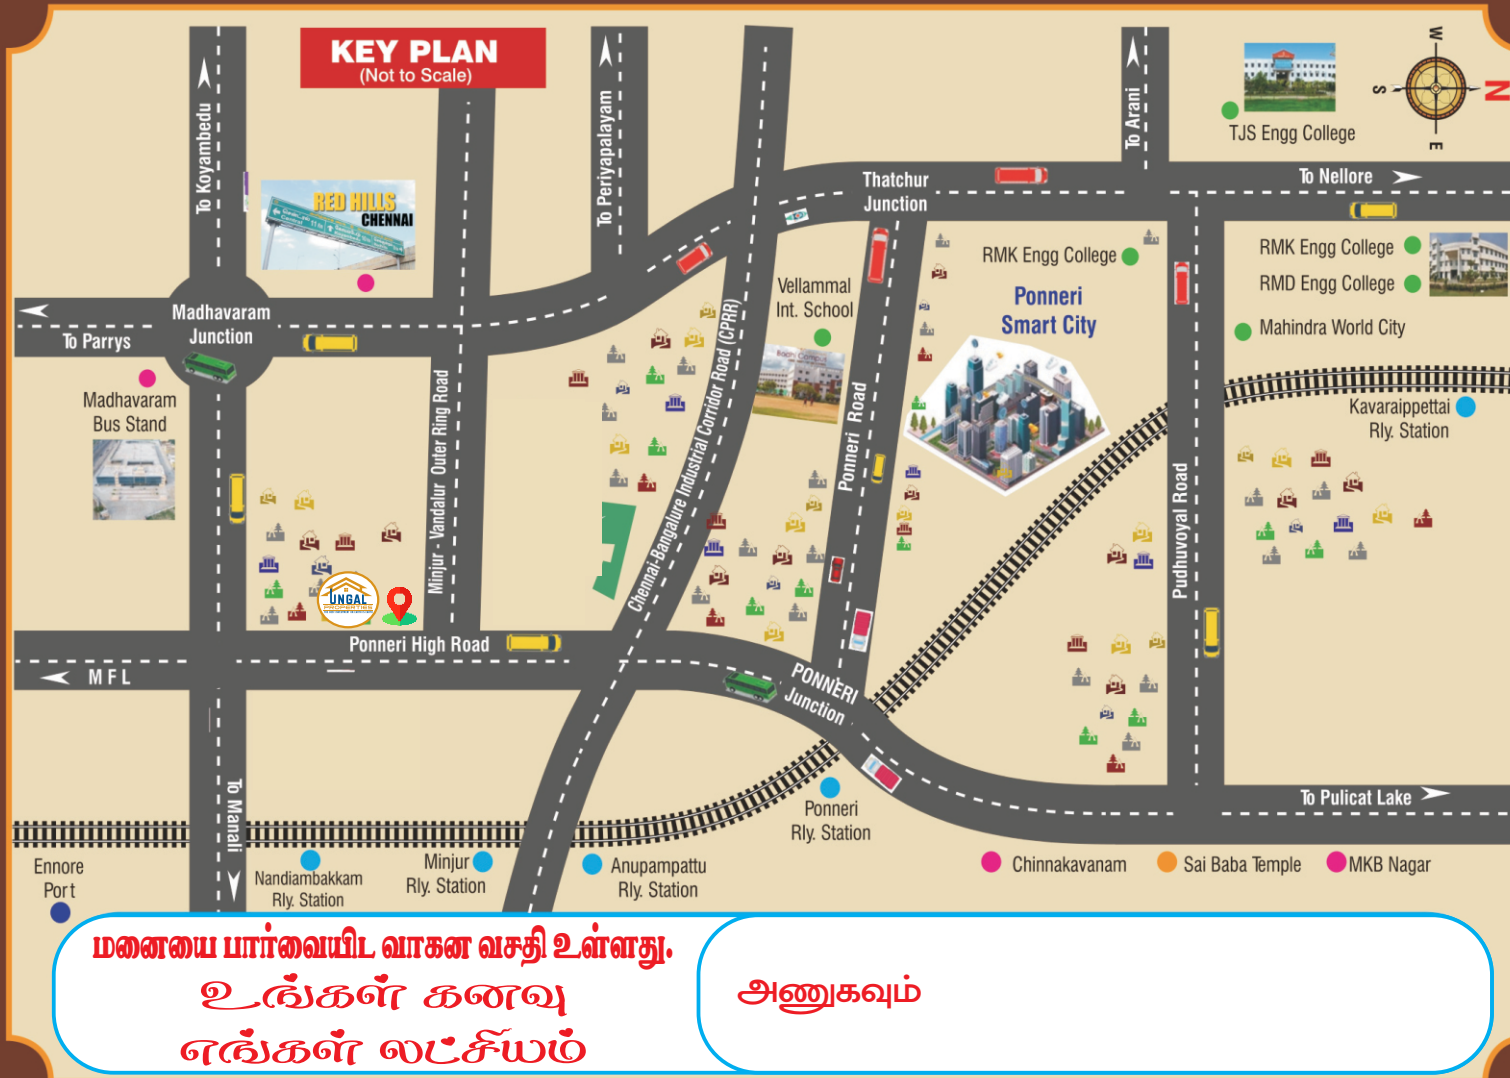 KEY PLAN
(Not to Scale)
To Koyambedu
To Periyapalayam
To Arani
W
S
N
E
TJS Engg College
RED HILLS
CHENNAI
Thatchur
Junction
To Nellore
RMK Engg College
RMK Engg College
RMD Engg College
Mahindra World City
Ponneri
Smart City
Vellammal
Int. School
Madhavaram
Junction
To Parrys
Madhavaram
Bus Stand
Minjur - Vandalur Outer Ring Road
Chennai-Bangalure Industrial Corridor Road (CPRR)
Ponneri Road
Pudhuvoyal Road
Kavaraippettai
Rly. Station
UNGAL
PROPERTIES
Ponneri High Road
MFL
PONNERI
Junction
To Manali
To Pulicat Lake
Ponneri
Rly. Station
Ennore
Port
Nandiambakkam
Rly. Station
Minjur
Rly. Station
Anupampattu
Rly. Station
Chinnakavanam
Sai Baba Temple
MKB Nagar
மனையை பார்வையிட வாகன வசதி உள்ளது.
உங்கள் கனவு
எங்கள் லட்சியம்
அணுகவும்